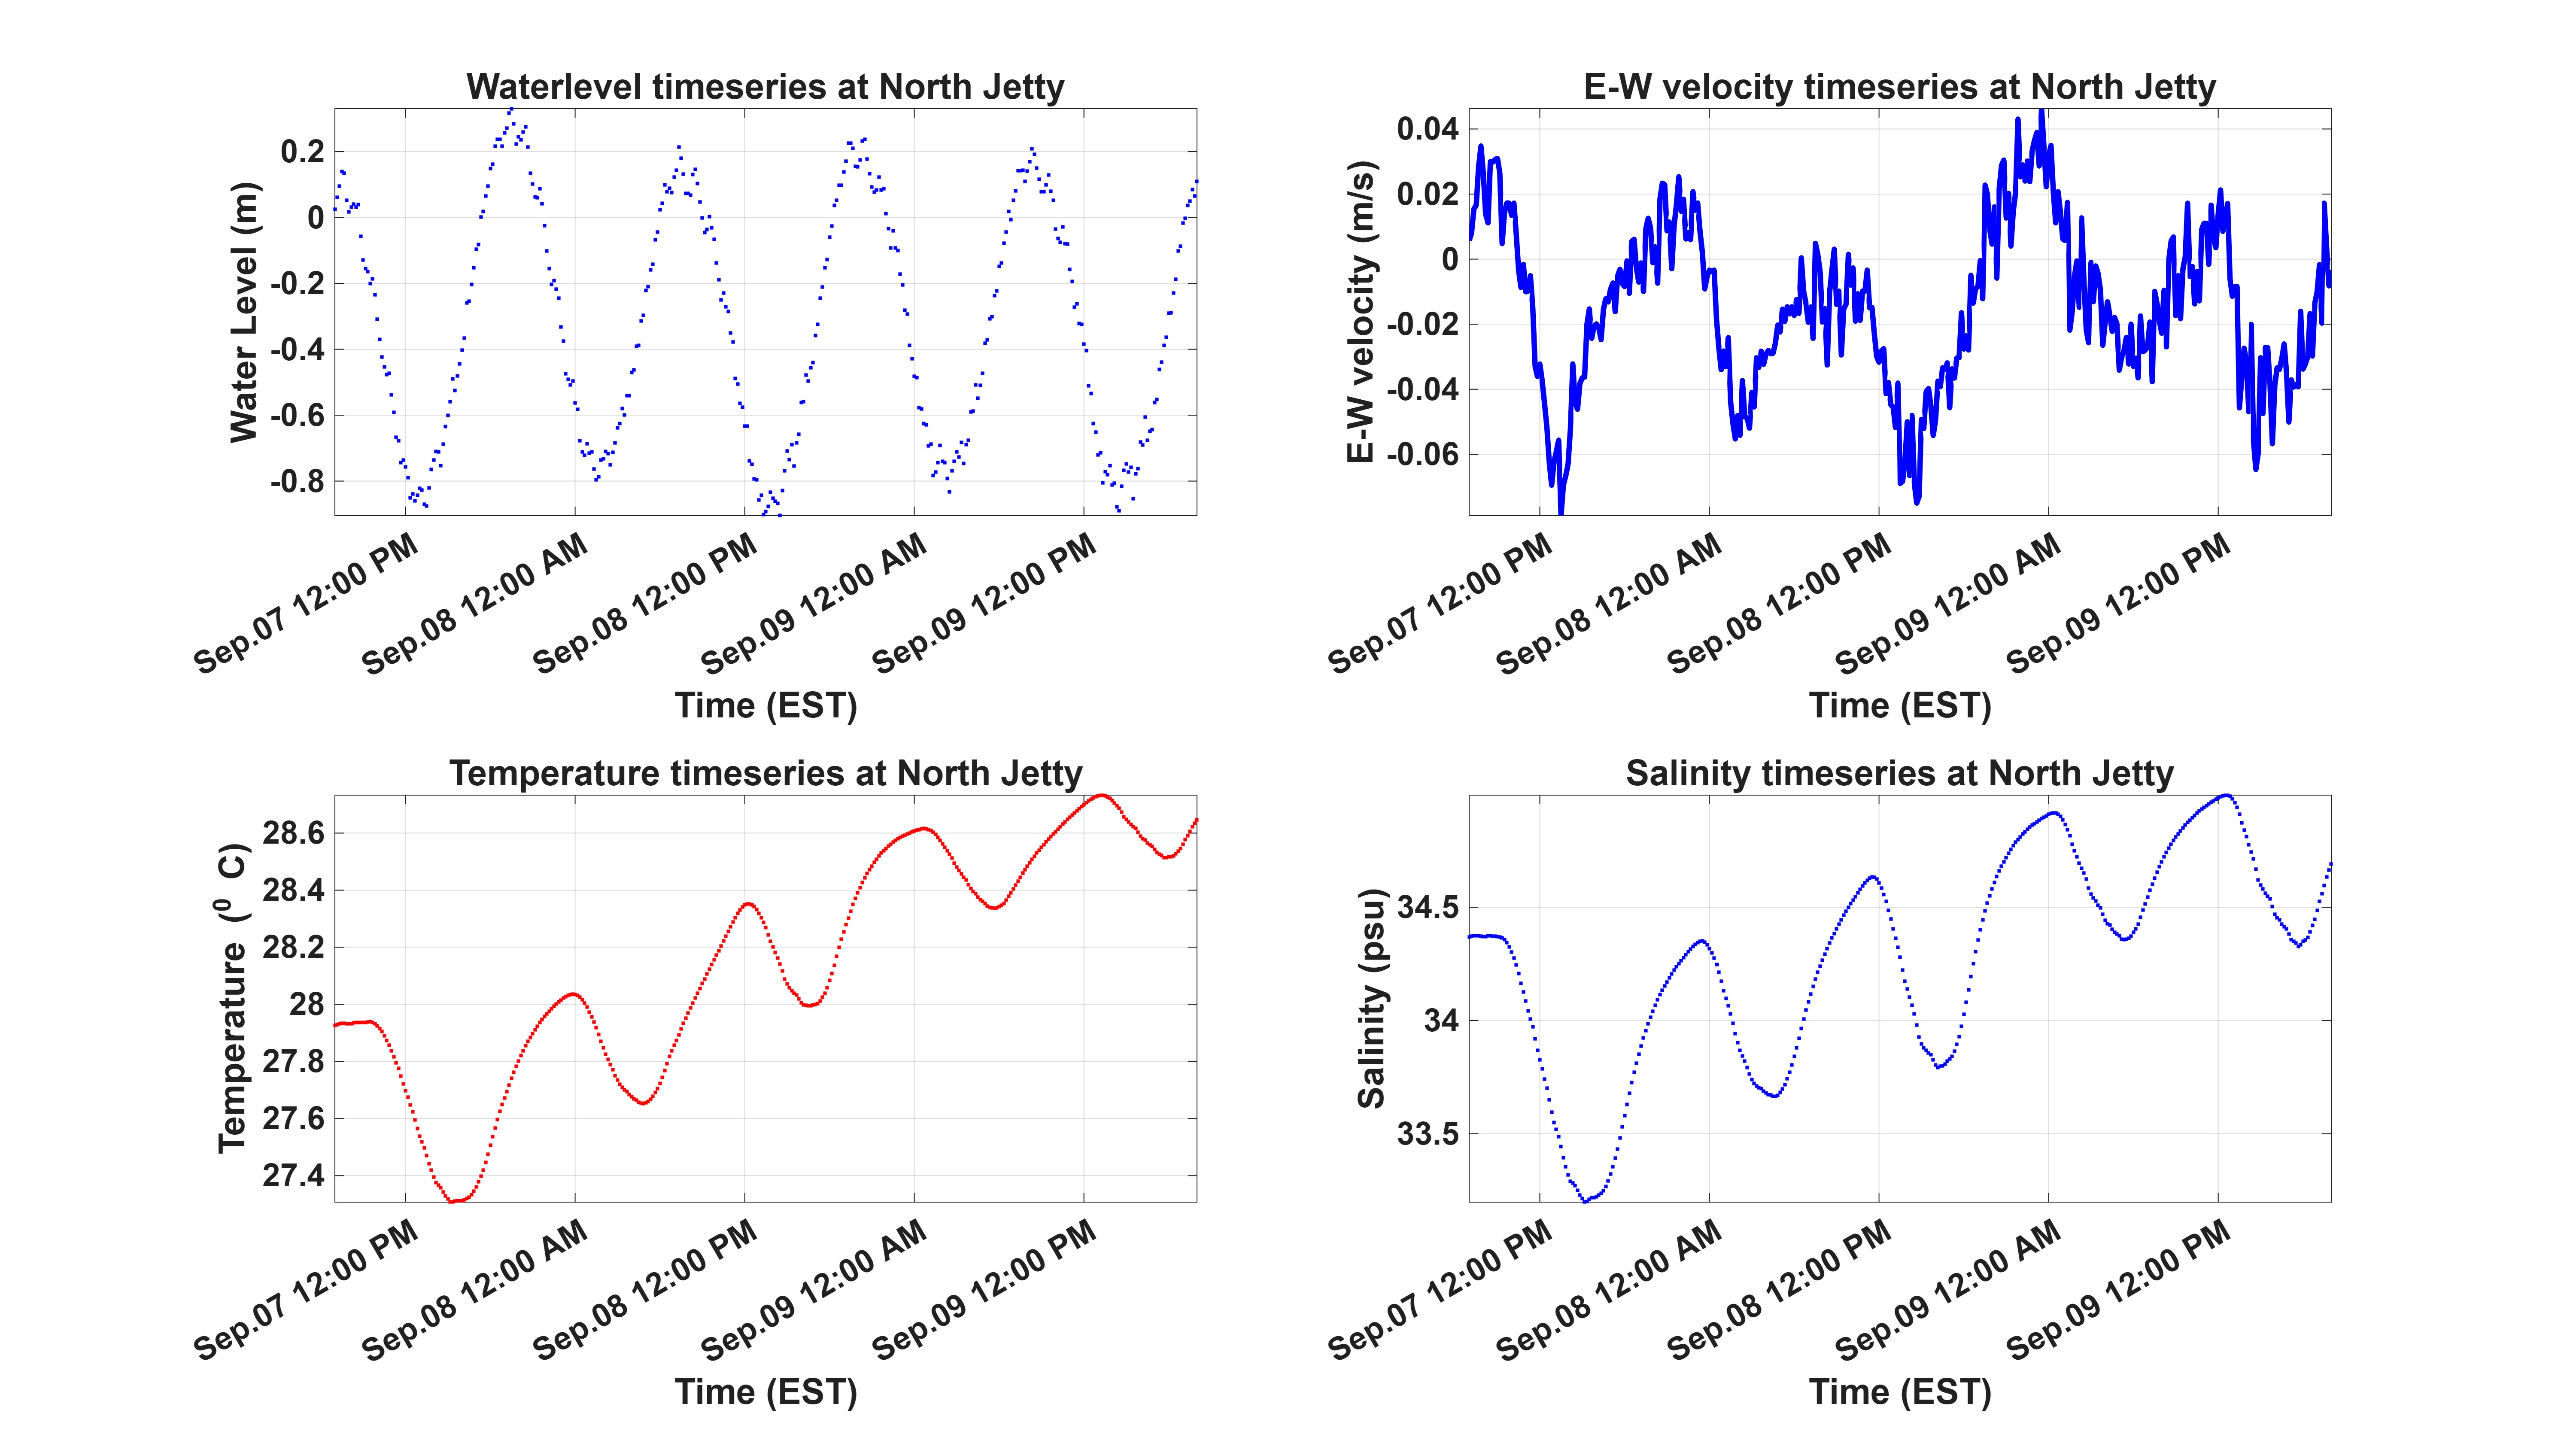 Waterlevel timeseries at North Jetty
Water Level (m)
0.2
0
-0.2
-0.4
-0.6
-0.8
Sep.07 12:00 PM
Sep.08 12:00 AM
Sep.08 12:00 PM
Sep.09 12:00 AM
Sep.09 12:00 PM
Time (EST)
E-W velocity timeseries at North Jetty
E-W velocity (m/s)
0.04
0.02
0
-0.02
-0.04
-0.06
Sep.07 12:00 PM
Sep.08 12:00 AM
Sep.08 12:00 PM
Sep.09 12:00 AM
Sep.09 12:00 PM
Time (EST)
Temperature timeseries at North Jetty
Temperature (⁰ C)
28.6
28.4
28.2
28
27.8
27.6
27.4
Sep.07 12:00 PM
Sep.08 12:00 AM
Sep.08 12:00 PM
Sep.09 12:00 AM
Sep.09 12:00 PM
Time (EST)
Salinity timeseries at North Jetty
Salinity (psu)
34.5
34
33.5
Sep.07 12:00 PM
Sep.08 12:00 AM
Sep.08 12:00 PM
Sep.09 12:00 AM
Sep.09 12:00 PM
Time (EST)